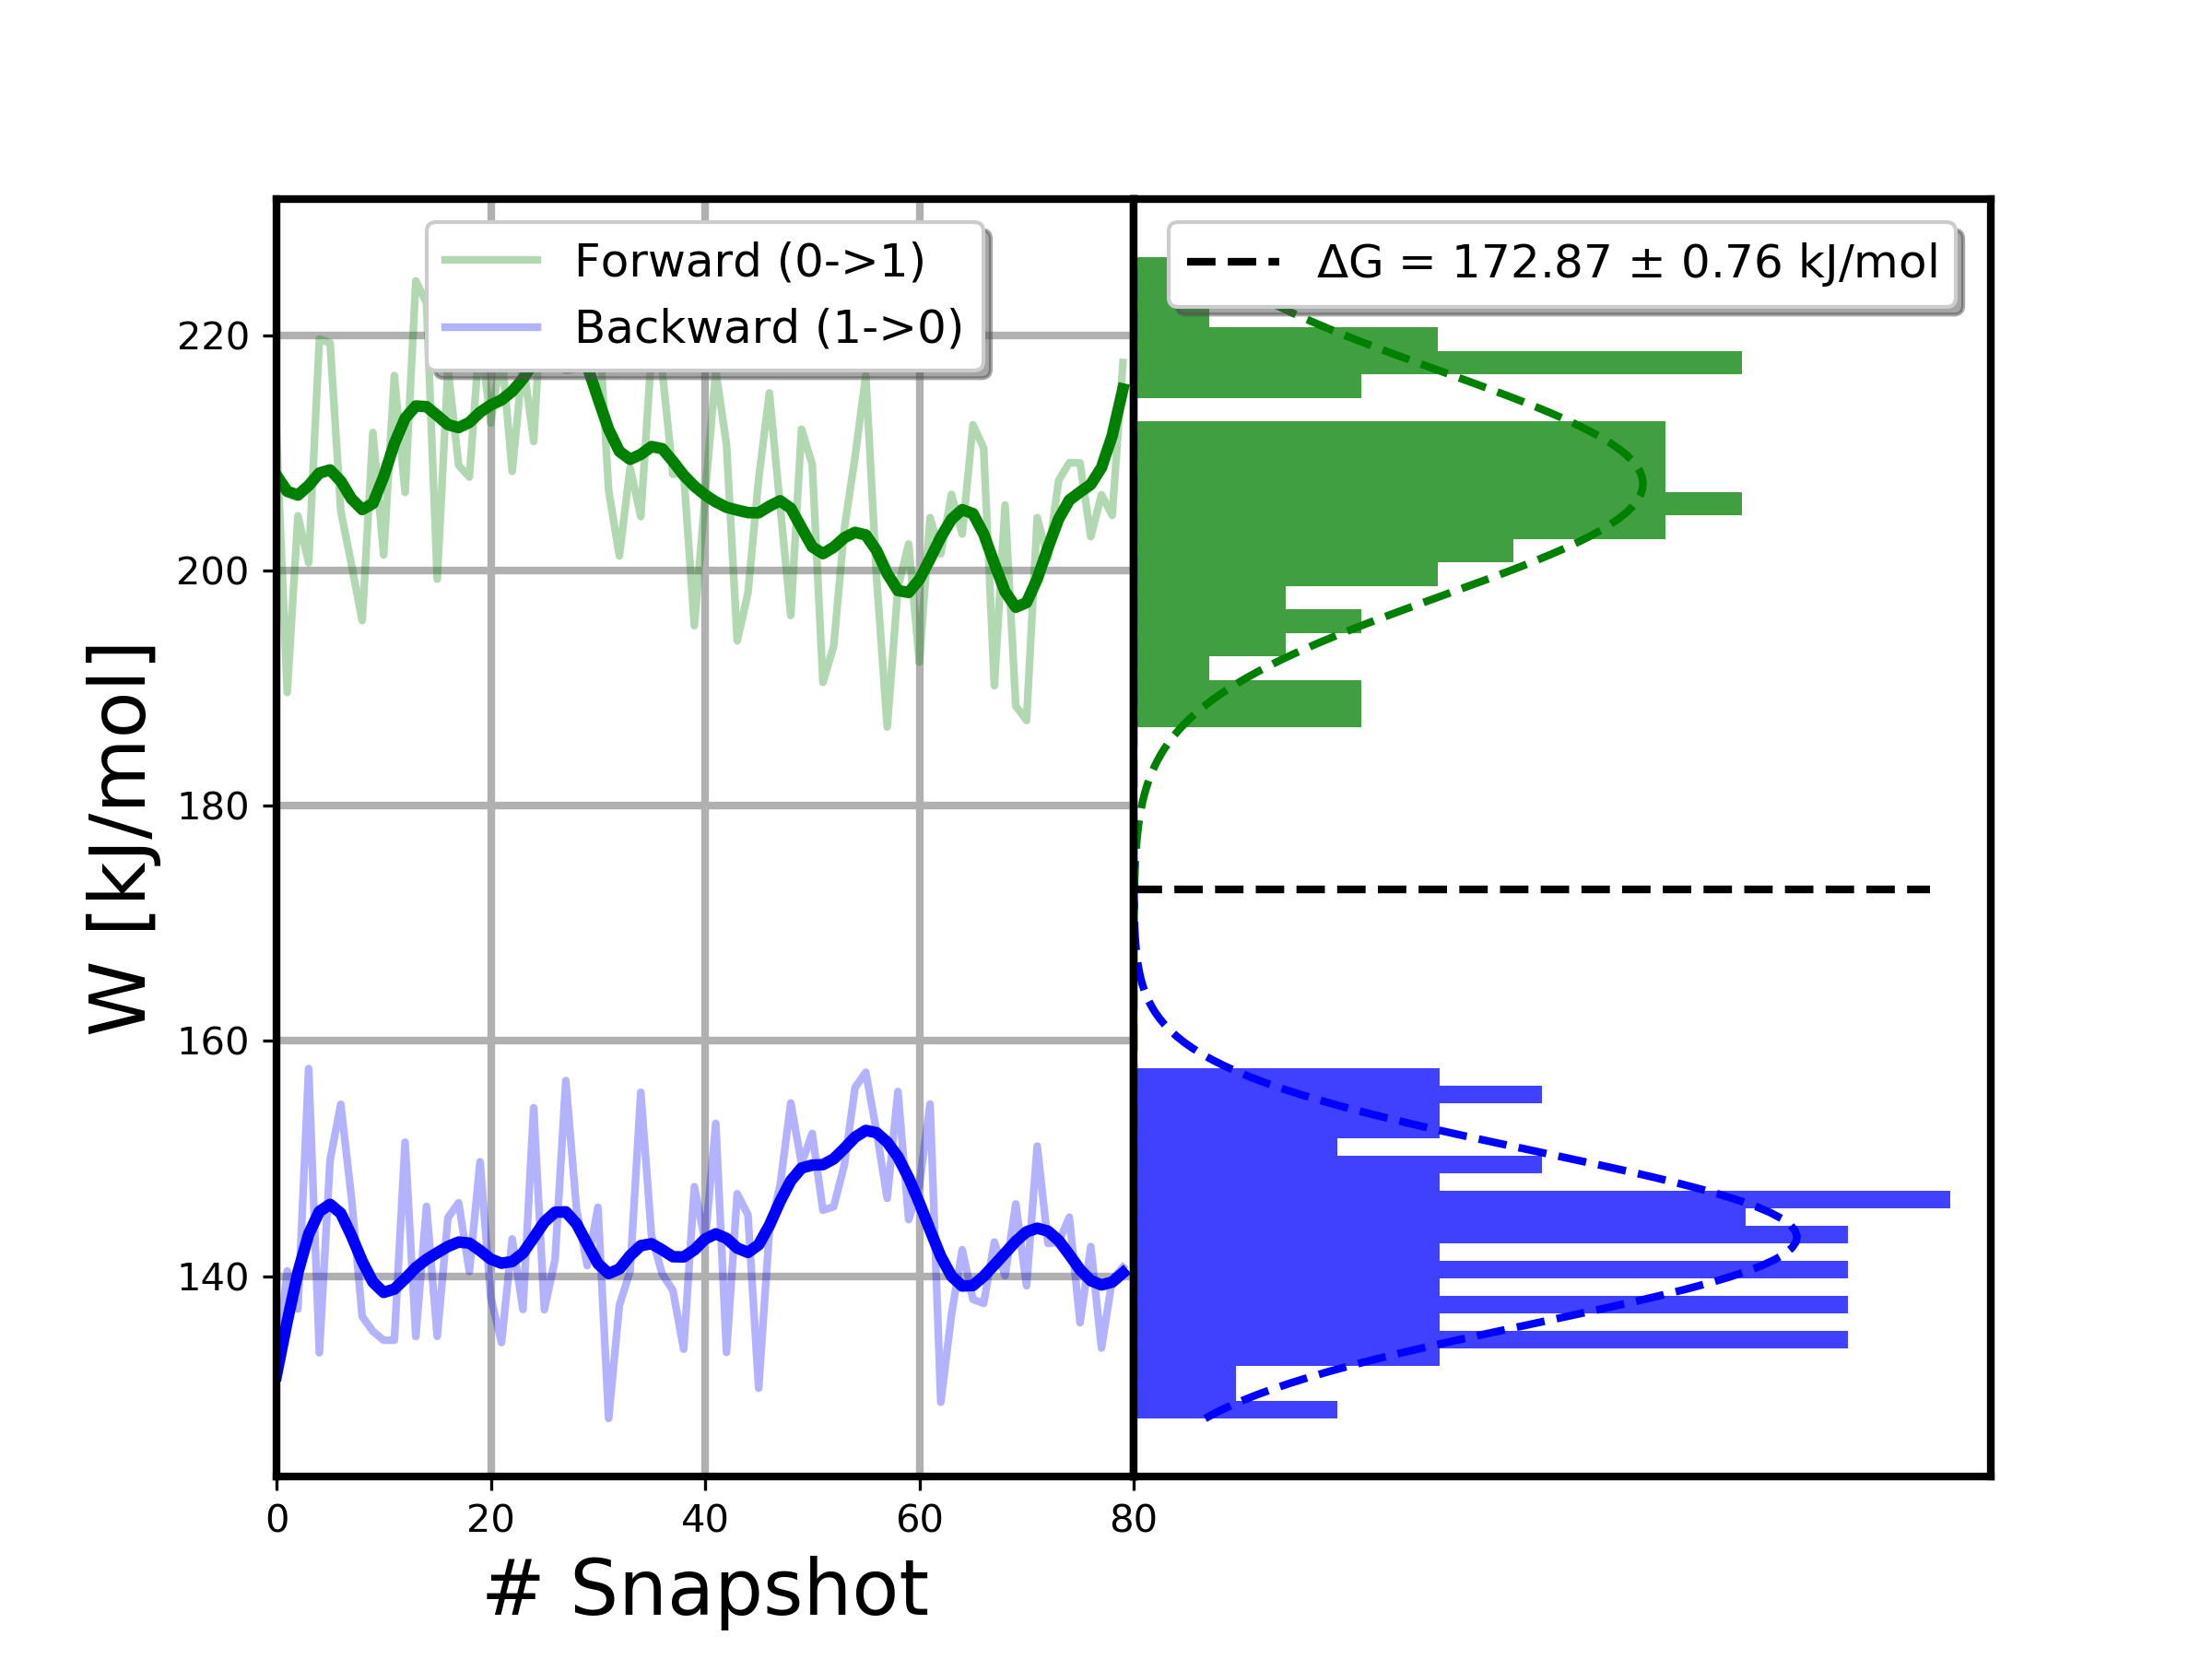 Forward (0->1)
Backward (1->0)
ΔG = 172.87 ± 0.76 kJ/mol
220
200
180
160
140
W [kJ/mol]
0
20
40
60
80
# Snapshot